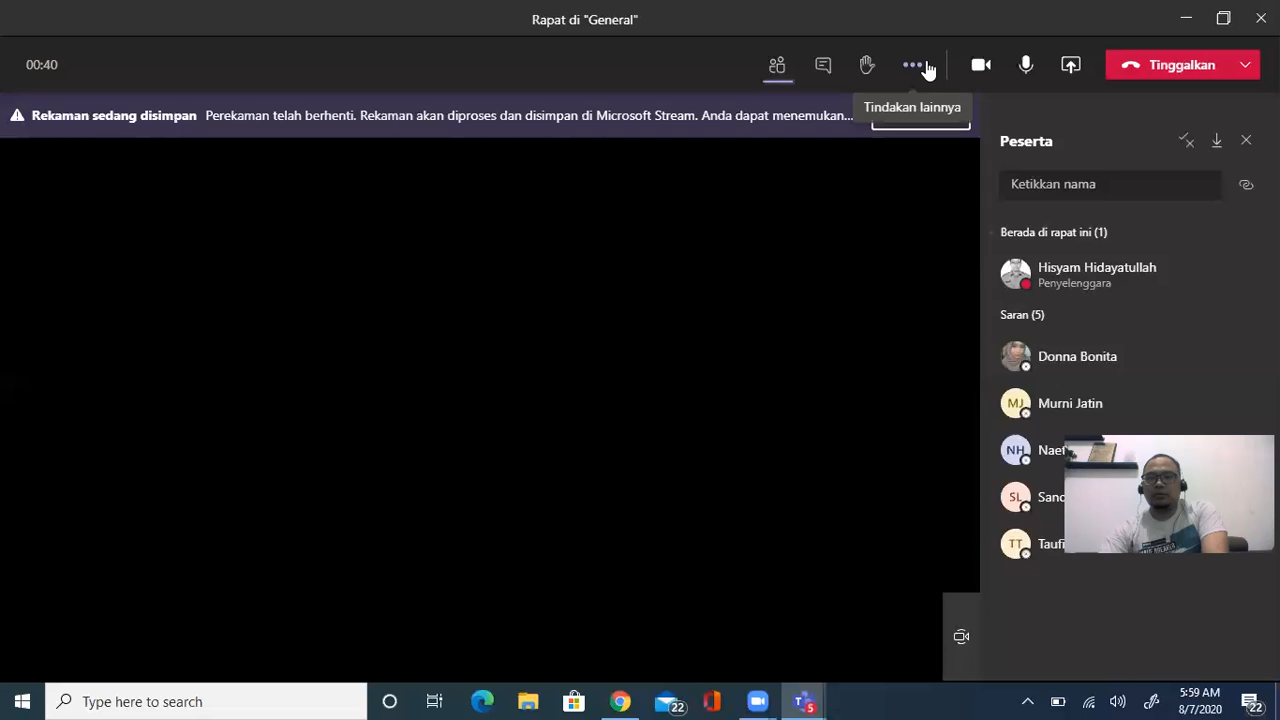 Rapat di "General"
00:40
Tinggalkan
Tindakan lainnya
Rekaman sedang disimpan Perekaman telah berhenti. Rekaman akan diproses dan disimpan di Microsoft Stream. Anda dapat menemukan...
Peserta
Ketikkan nama
Berada di rapat ini (1)
Hisyam Hidayatullah
Penyelenggara
Saran (5)
Donna Bonita
MJ Murni Jatin
NH
SL
TT
Type here to search
22
5
5:59 AM
8/7/2020
22